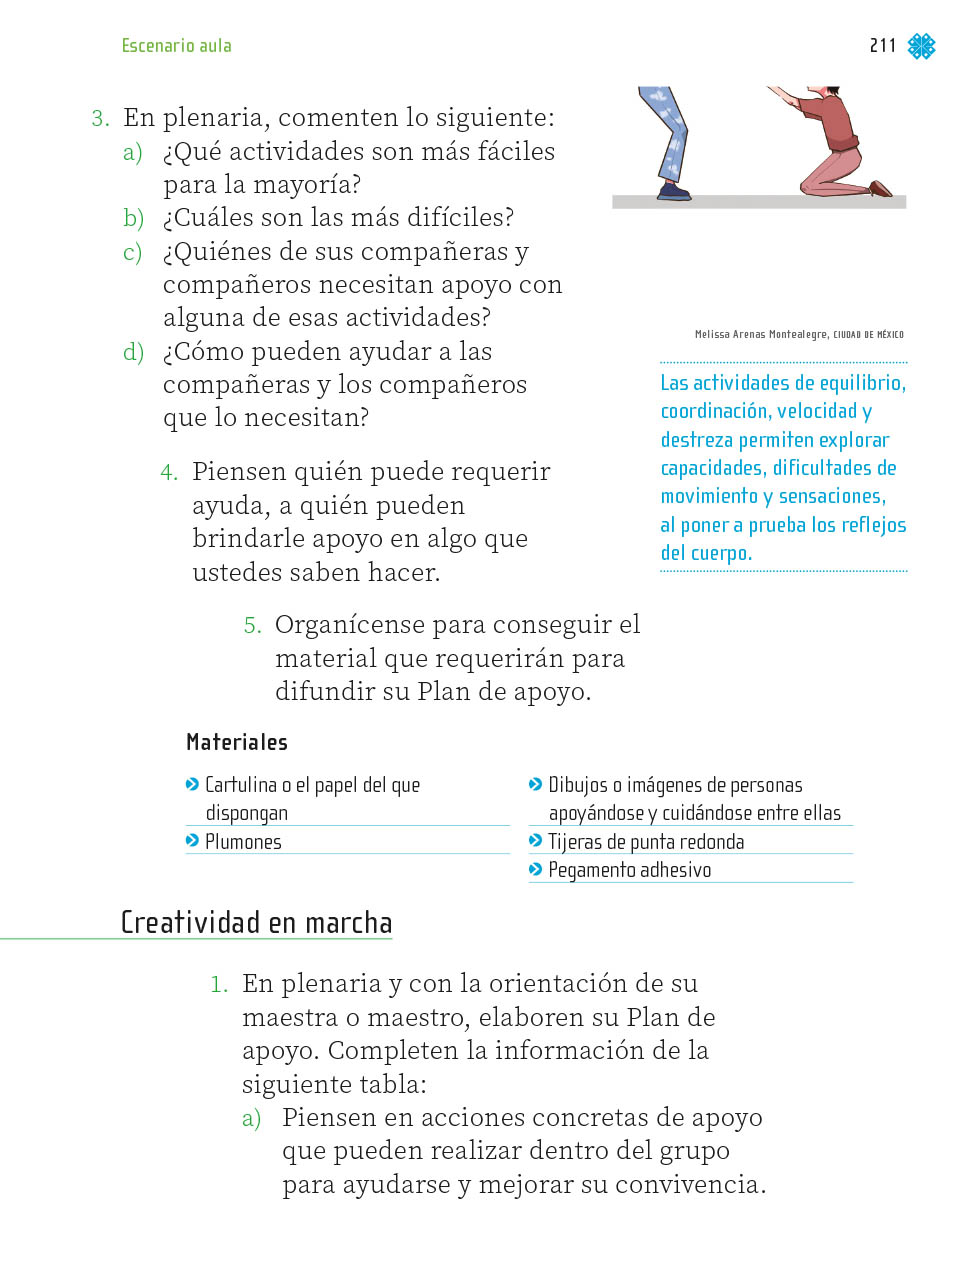 Escenario aula
211
3. En plenaria, comenten lo siguiente:
a) ¿Qué actividades son más fáciles
para la mayoría?
b) ¿Cuáles son las más difíciles?
c) ¿Quiénes de sus compañeras y
compañeros necesitan apoyo con
alguna de esas actividades?
d) ¿Cómo pueden ayudar a las
compañeras y los compañeros
que lo necesitan?
Melissa Arenas Montealegre, CIUDAD DE MÉXICO
Las actividades de equilibrio,
coordinación, velocidad y
destreza permiten explorar
capacidades, dificultades de
movimiento y sensaciones,
al poner a prueba los reflejos
del cuerpo.
4. Piensen quién puede requerir
ayuda, a quién pueden
brindarle apoyo en algo que
ustedes saben hacer.
5. Organícense para conseguir el
material que requerirán para
difundir su Plan de apoyo.
Materiales
Cartulina o el papel del que
dispongan
Plumones
Dibujos o imágenes de personas
apoyándose y cuidándose entre ellas
Tijeras de punta redonda
Pegamento adhesivo
Creatividad en marcha
1. En plenaria y con la orientación de su
maestra o maestro, elaboren su Plan de
apoyo. Completen la información de la
siguiente tabla:
a) Piensen en acciones concretas de apoyo
que pueden realizar dentro del grupo
para ayudarse y mejorar su convivencia.